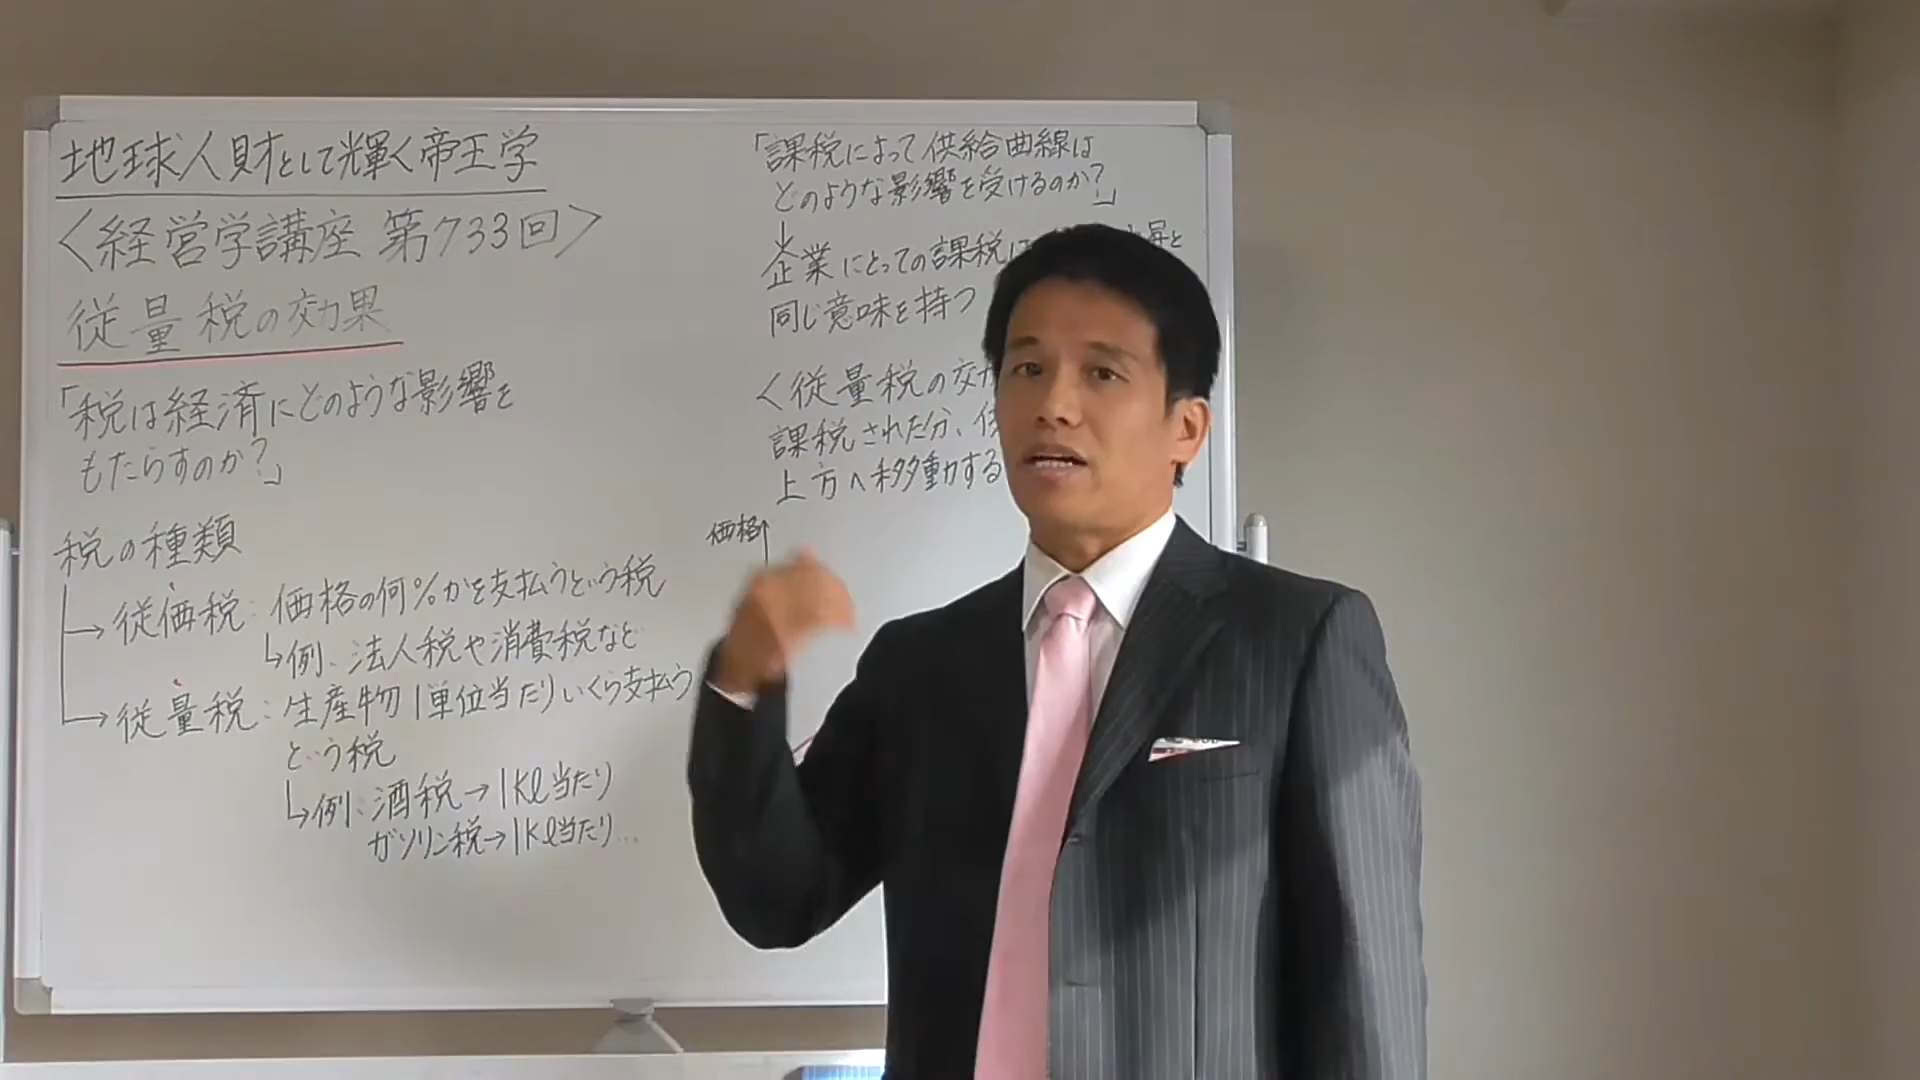 地球人財として輝く帝王学
<経営学講座 第733回>
従量税の効果
「税は経済にどのような影響を
もたらすのか?」
税の種類
→従価税:価格の何%かを支払うという税
↳例:法人税や消費税など
→従量税:生産物1単位当たりいくら支払う
という税
↳例:酒税→1kl当たり
ガソリン税→1kl当たり…
「課税によって供給曲線は
どのような影響を受けるのか?」
↓
企業にとっての課税は 上昇と
同じ意味を持つ
<従量税の効
課税された分、供
上方へ移動する
価格